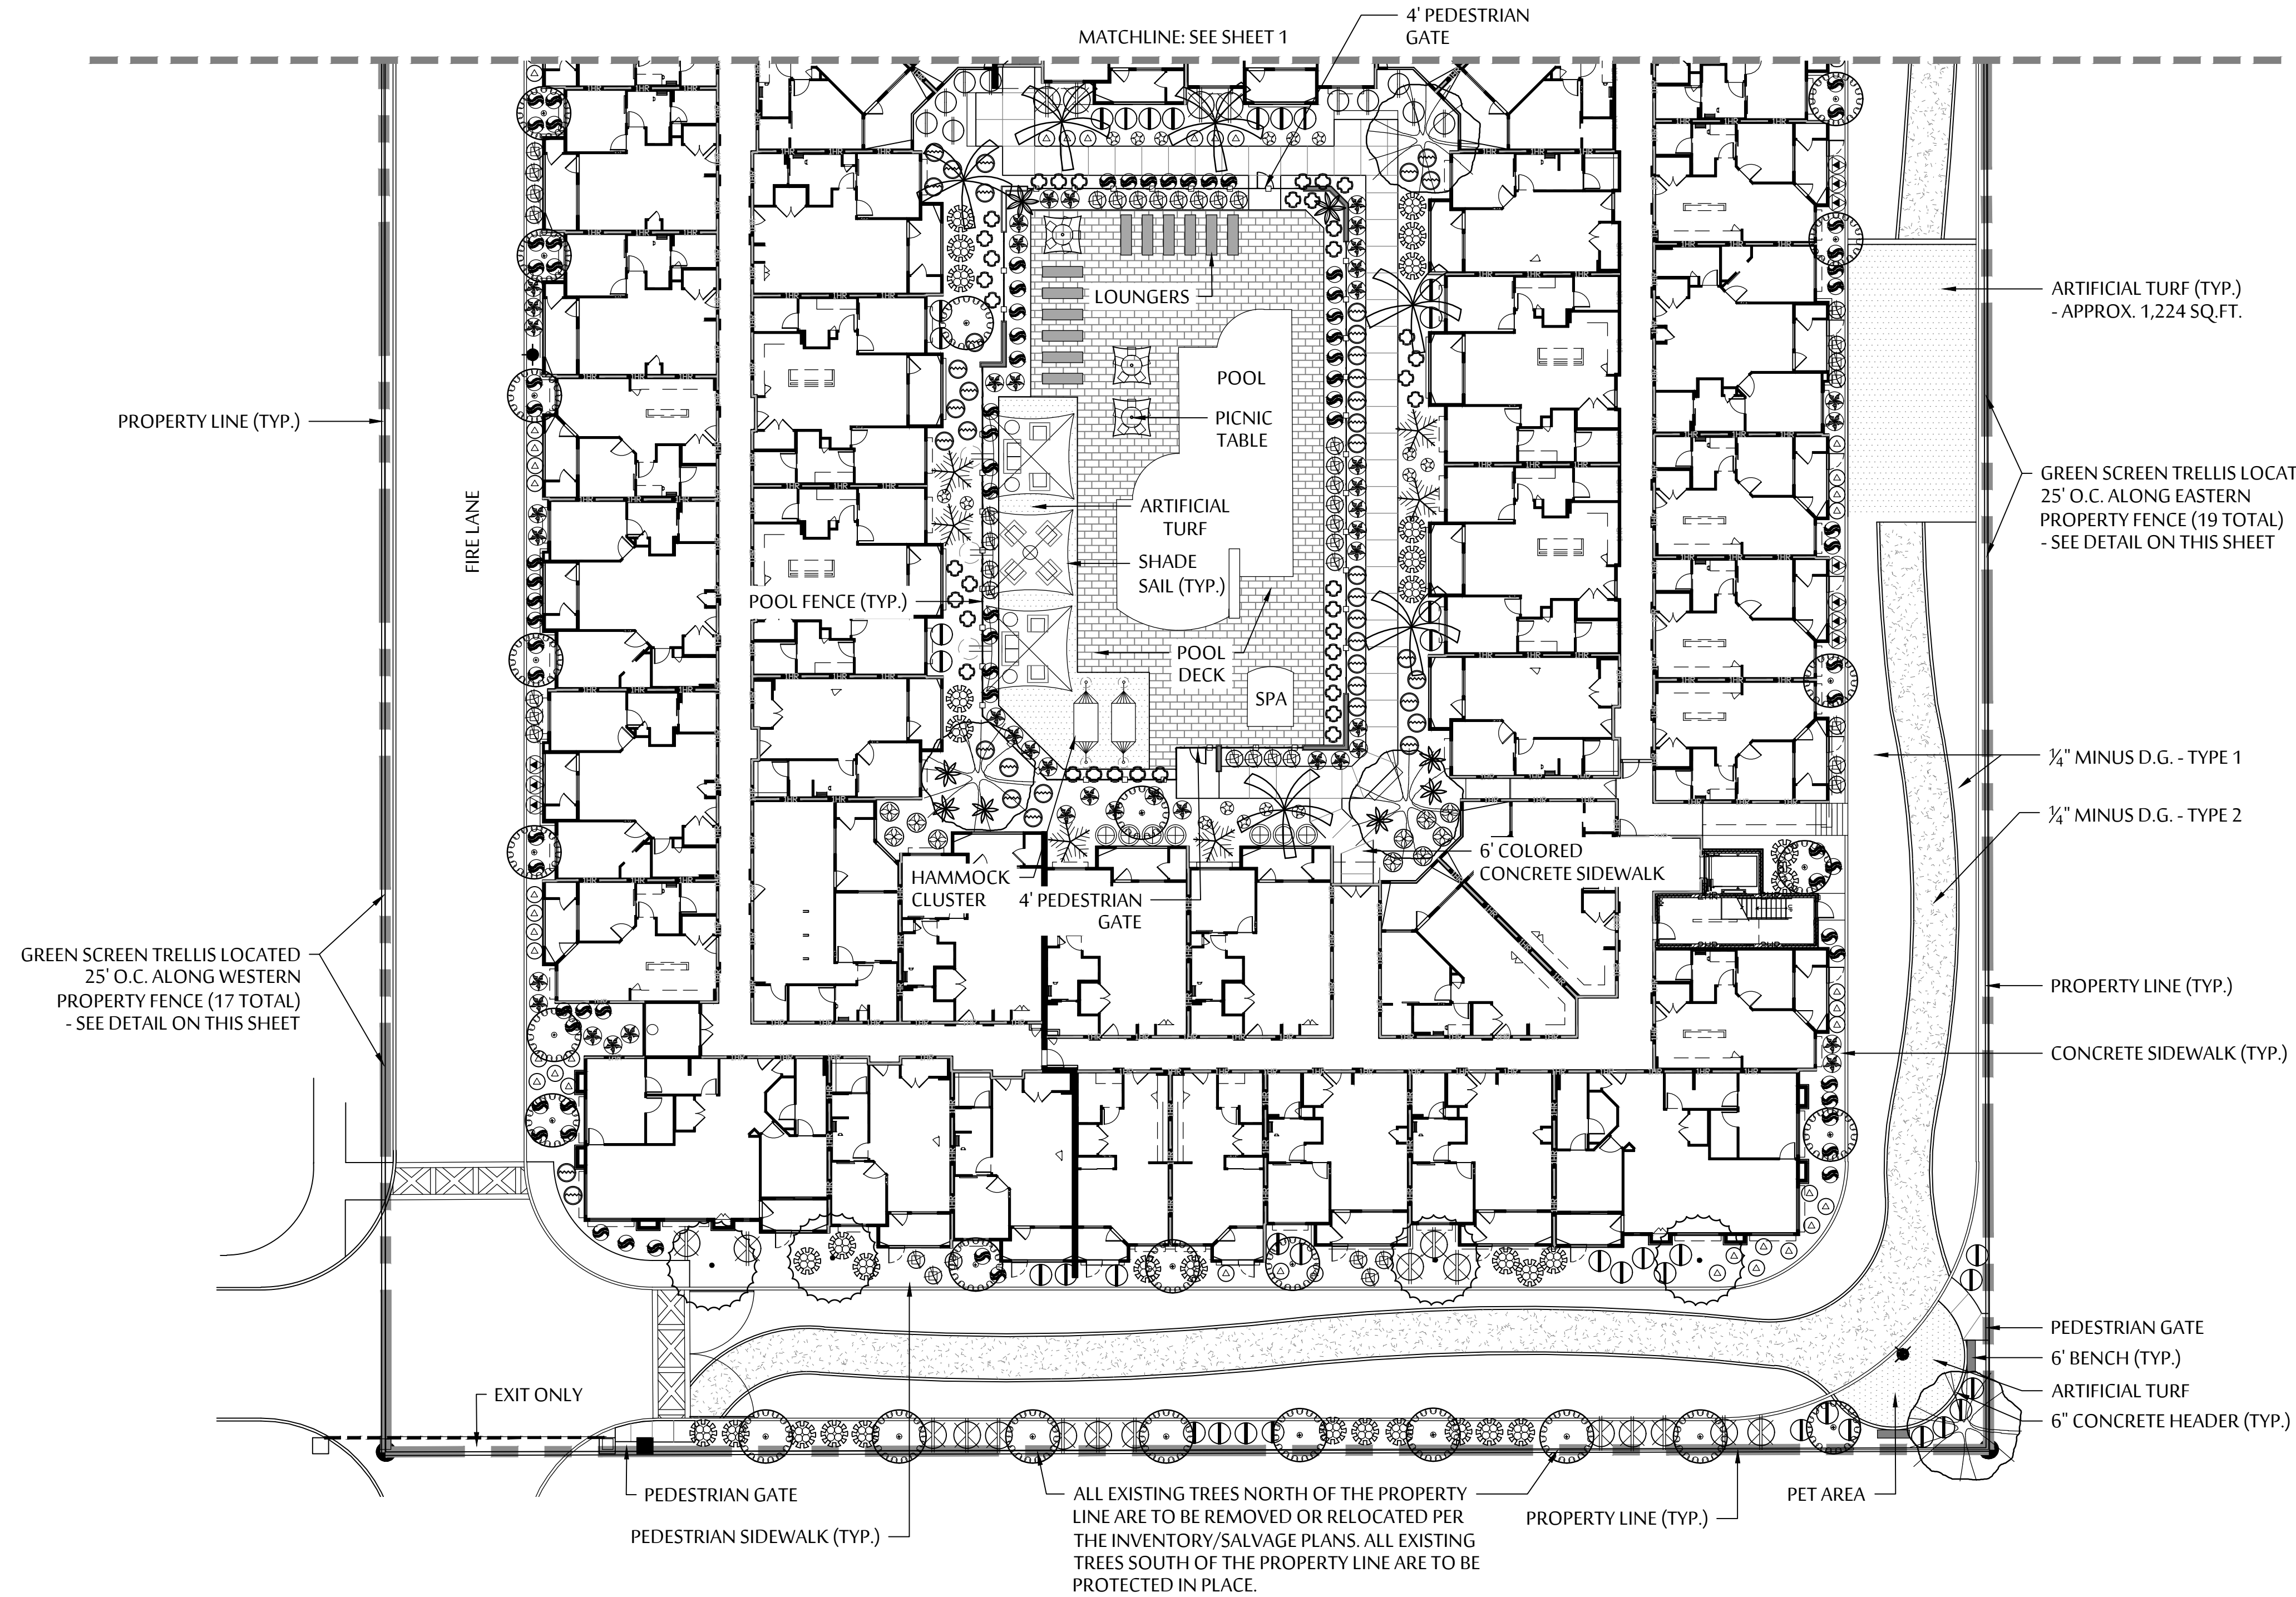 MATCHLINE: SEE SHEET 1
4' PEDESTRIAN
GATE
PROPERTY LINE (TYP.)
FIRE LANE
LOUNGERS
POOL
PICNIC
TABLE
ARTIFICIAL
TURF
SHADE
SAIL (TYP.)
POOL FENCE (TYP.)
POOL
DECK
SPA
HAMMOCK
CLUSTER
4' PEDESTRIAN
GATE
6' COLORED
CONCRETE SIDEWALK
ARTIFICIAL TURF (TYP.)
- APPROX. 1,224 SQ.FT.
GREEN SCREEN TRELLIS LOCAT
25' O.C. ALONG EASTERN
PROPERTY FENCE (19 TOTAL)
- SEE DETAIL ON THIS SHEET
¼" MINUS D.G. - TYPE 1
¼" MINUS D.G. - TYPE 2
GREEN SCREEN TRELLIS LOCATED
25' O.C. ALONG WESTERN
PROPERTY FENCE (17 TOTAL)
- SEE DETAIL ON THIS SHEET
PROPERTY LINE (TYP.)
CONCRETE SIDEWALK (TYP.)
PEDESTRIAN GATE
6' BENCH (TYP.)
ARTIFICIAL TURF
6" CONCRETE HEADER (TYP.)
EXIT ONLY
PEDESTRIAN GATE
PEDESTRIAN SIDEWALK (TYP.)
ALL EXISTING TREES NORTH OF THE PROPERTY
LINE ARE TO BE REMOVED OR RELOCATED PER
THE INVENTORY/SALVAGE PLANS. ALL EXISTING
TREES SOUTH OF THE PROPERTY LINE ARE TO BE
PROTECTED IN PLACE.
PROPERTY LINE (TYP.)
PET AREA